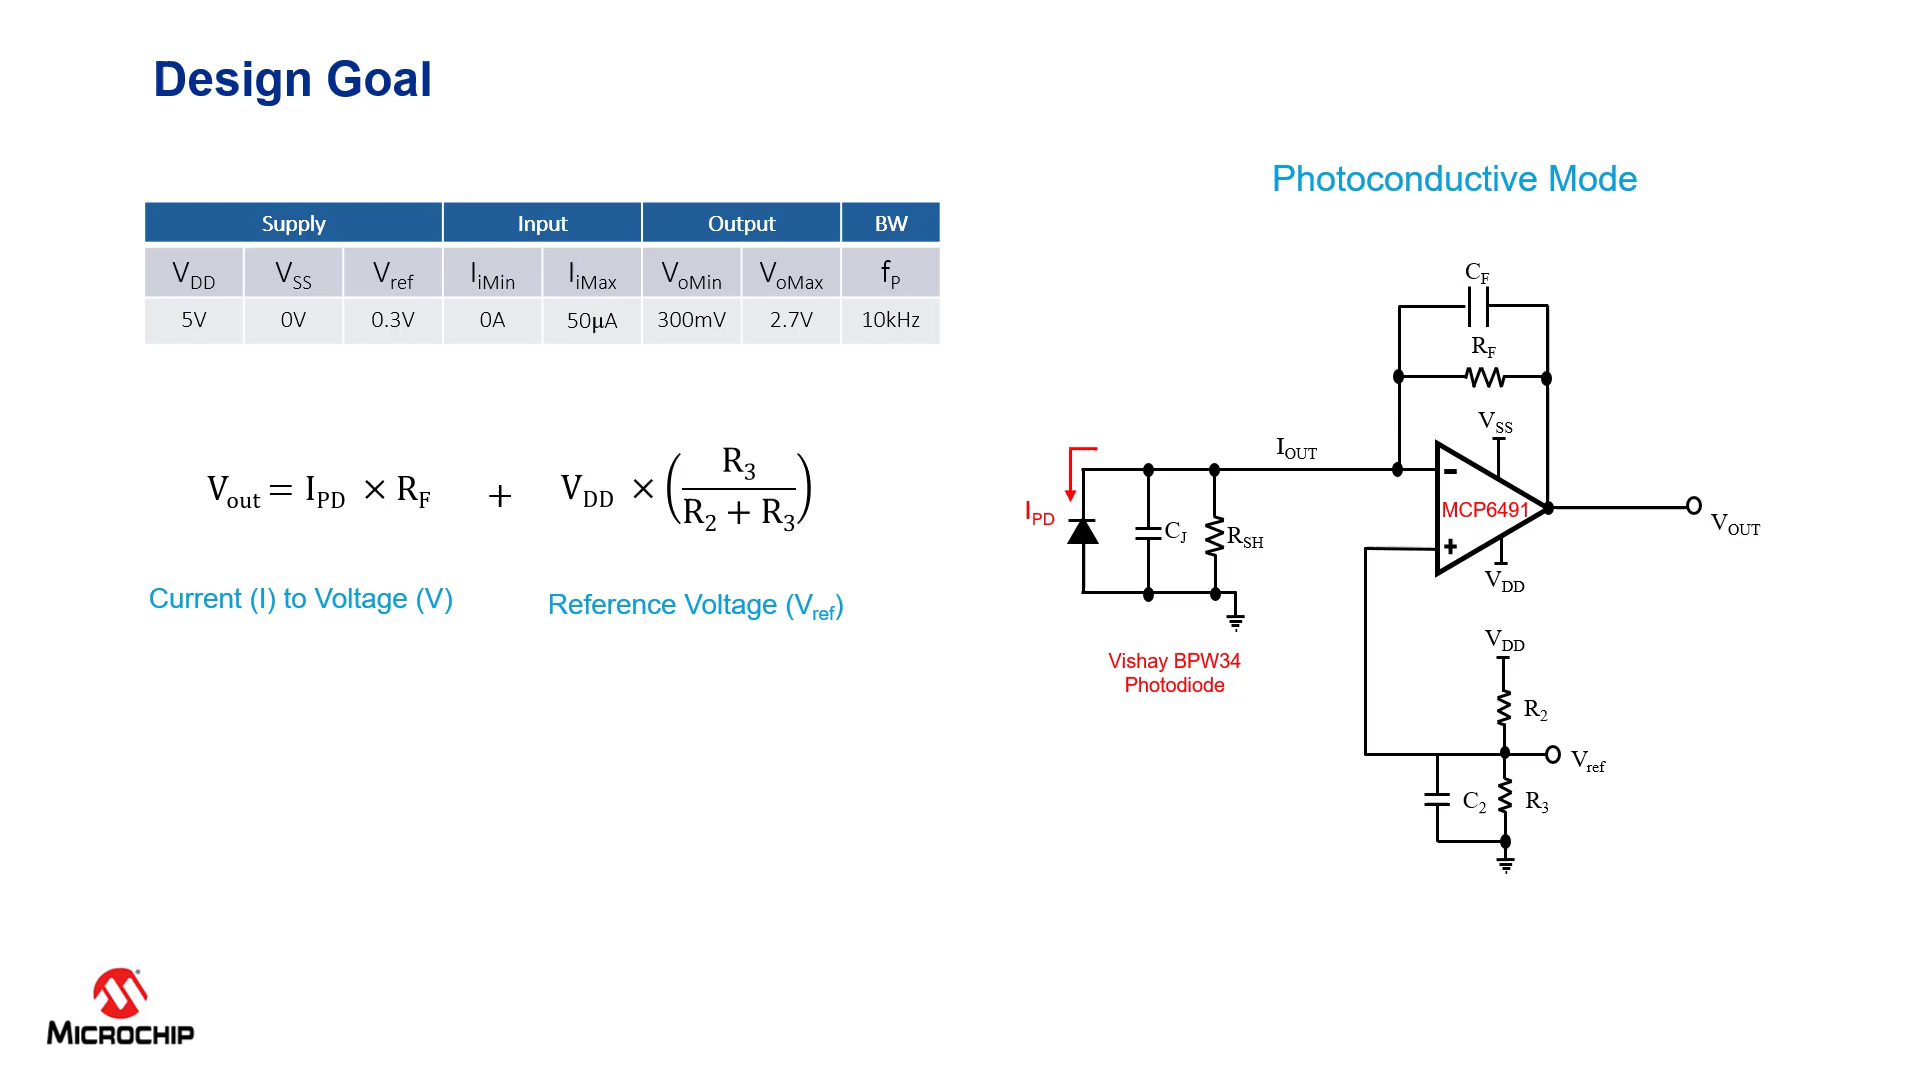 Design Goal
Photoconductive Mode
Supply Input Output BW
V_DD V_SS V_ref I_iMin I_iMax V_oMin V_oMax f_P
5V 0V 0.3V 0A 50µA 300mV 2.7V 10kHz
V_out = I_PD × R_F + V_DD × (R_3 / (R_2 + R_3))
Current (I) to Voltage (V)
Reference Voltage (V_ref)
C_F
R_F
V_SS
I_OUT
I_PD
C_J
R_SH
-
MCP6491
+
V_OUT
V_DD
Vishay BPW34
Photodiode
V_DD
R_2
V_ref
C_2
R_3
MICROCHIP